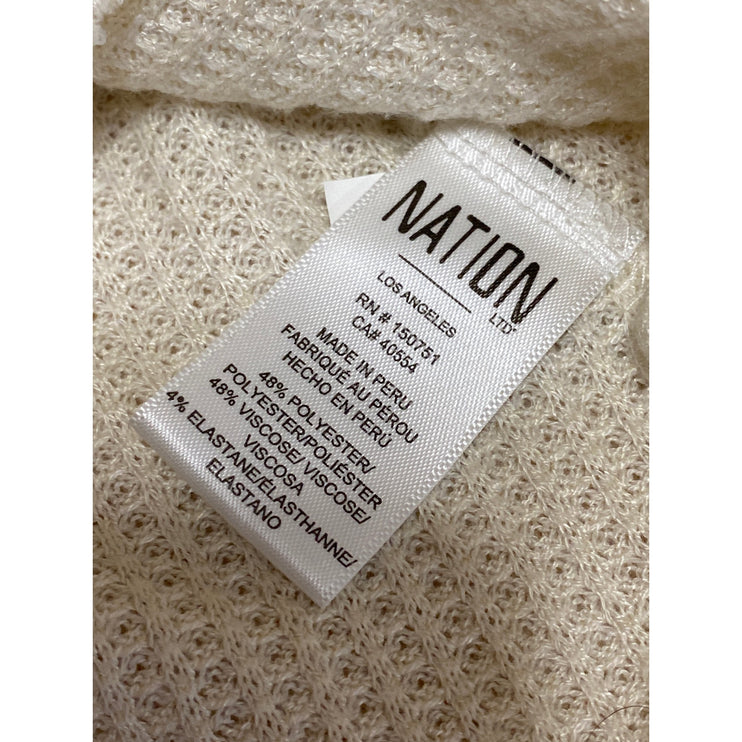 NATION
LTD
LOS ANGELES
RN # 150751
CA# 40554
MADE IN PERU
FABRIQUÉ AU PÉROU
HECHO EN PERÚ
48% POLYESTER/
POLYESTER/POLIÉSTER
48% VISCOSE/ VISCOSE/
VISCOSA
4% ELASTANE/ÉLASTHANNE/
ELASTANO